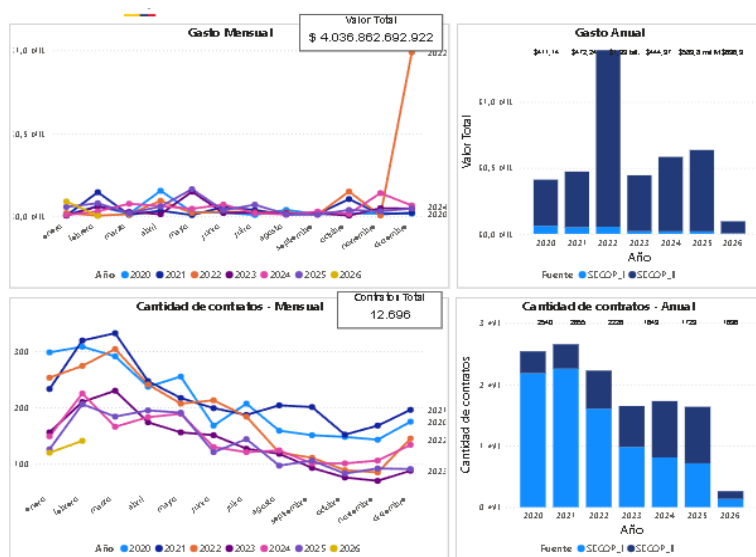 Valor Total
$ 4.036.862.692.922
Gasto Mensual
2022
2024
2020
enero
febrero
marzo
abril
mayo
junio
julio
agosto
septiembre
octubre
noviembre
diciembre
Año 2020 2021 2022 2023 2024 2025 2026
Gasto Anual
$411,14
Valor Total
2020 2021 2022 2023 2024 2025 2026
Año
Fuente SECOP_I SECOP_II
Contratos Total
12.696
Cantidad de contratos - Mensual
300
200
100
2021
2020
2022
2023
enero
febrero
marzo
abril
mayo
junio
julio
agosto
septiembre
octubre
noviembre
diciembre
Año 2020 2021 2022 2023 2024 2025 2026
Cantidad de contratos - Anual
2540
2228
Cantidad de contratos
2020 2021 2022 2023 2024 2025 2026
Año
Fuente SECOP_I SECOP_II